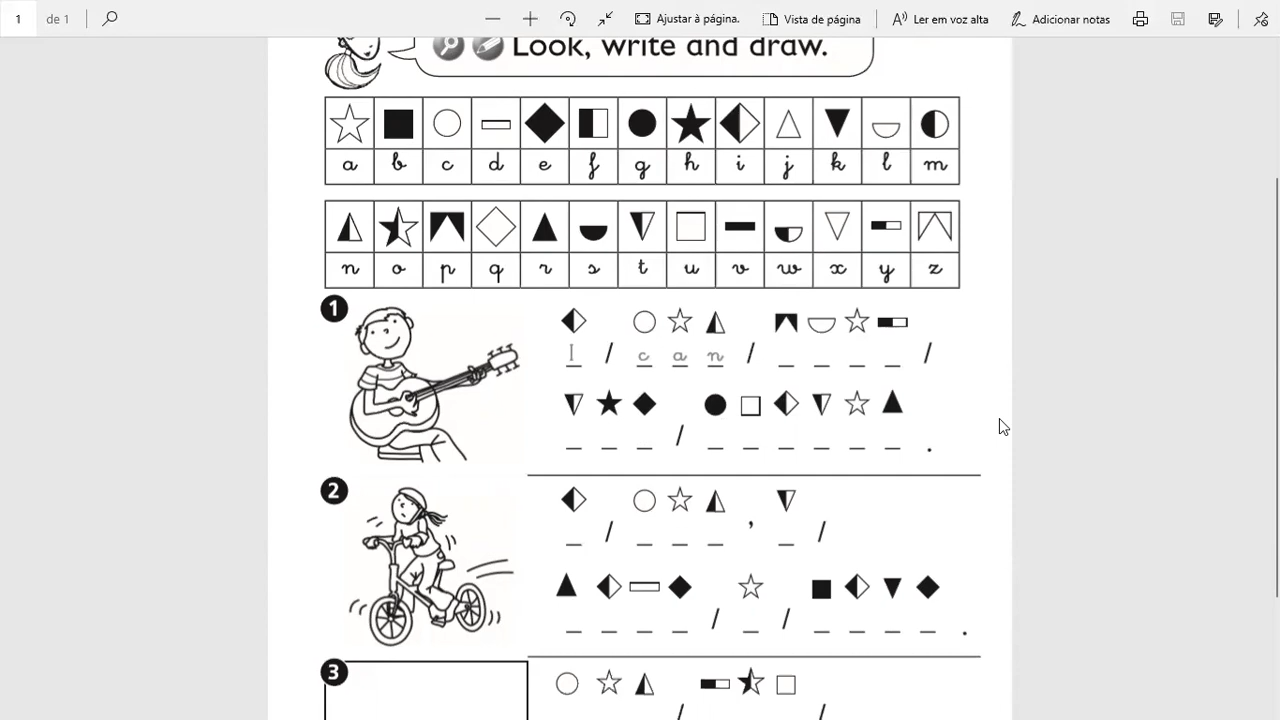 1 de 1 Ajustar à página. Vista de página Ler em voz alta Adicionar notas
Look, write and draw.
a b c d e f g h i j k l m
n o p q r s t u v w x y z
1
I / c a n / _ _ _ _ /
_ _ _ / _ _ _ _ _ _ .
2
_ / _ _ _ ’ _ /
_ _ _ _ / _ / _ _ _ _ .
3
/ /